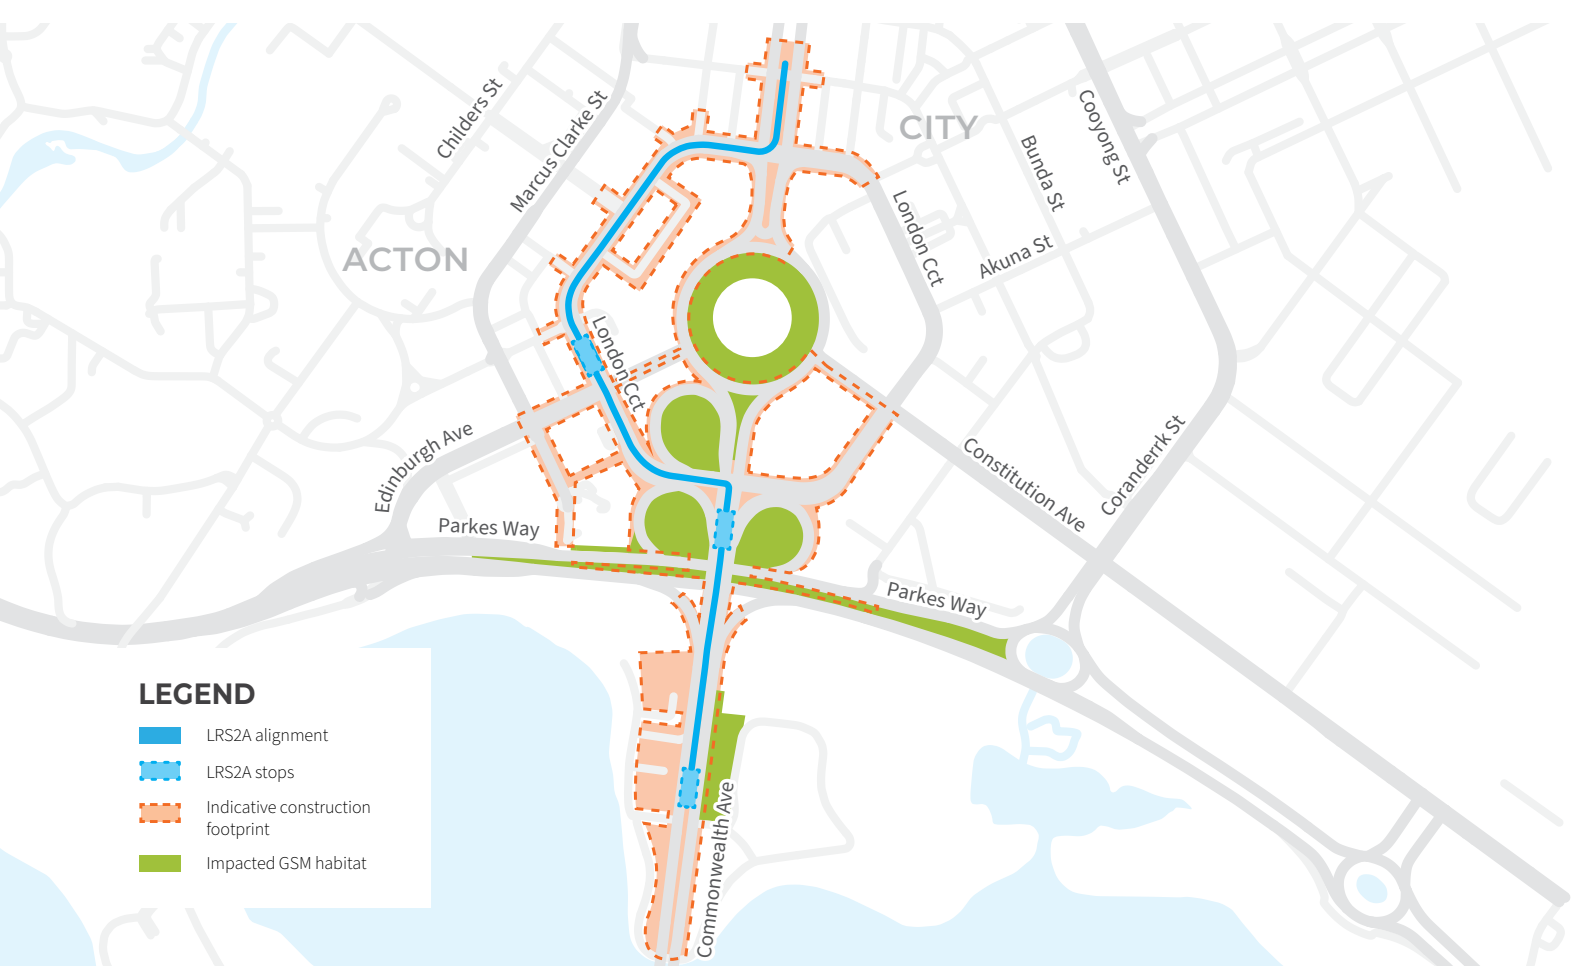 Childers St
Marcus Clarke St
CITY
Cooyong St
Bunda St
London Cct
Akuna St
ACTON
London Cct
Edinburgh Ave
Constitution Ave
Coranderrk St
Parkes Way
Parkes Way
Commonwealth Ave
LEGEND
LRS2A alignment
LRS2A stops
Indicative construction
footprint
Impacted GSM habitat